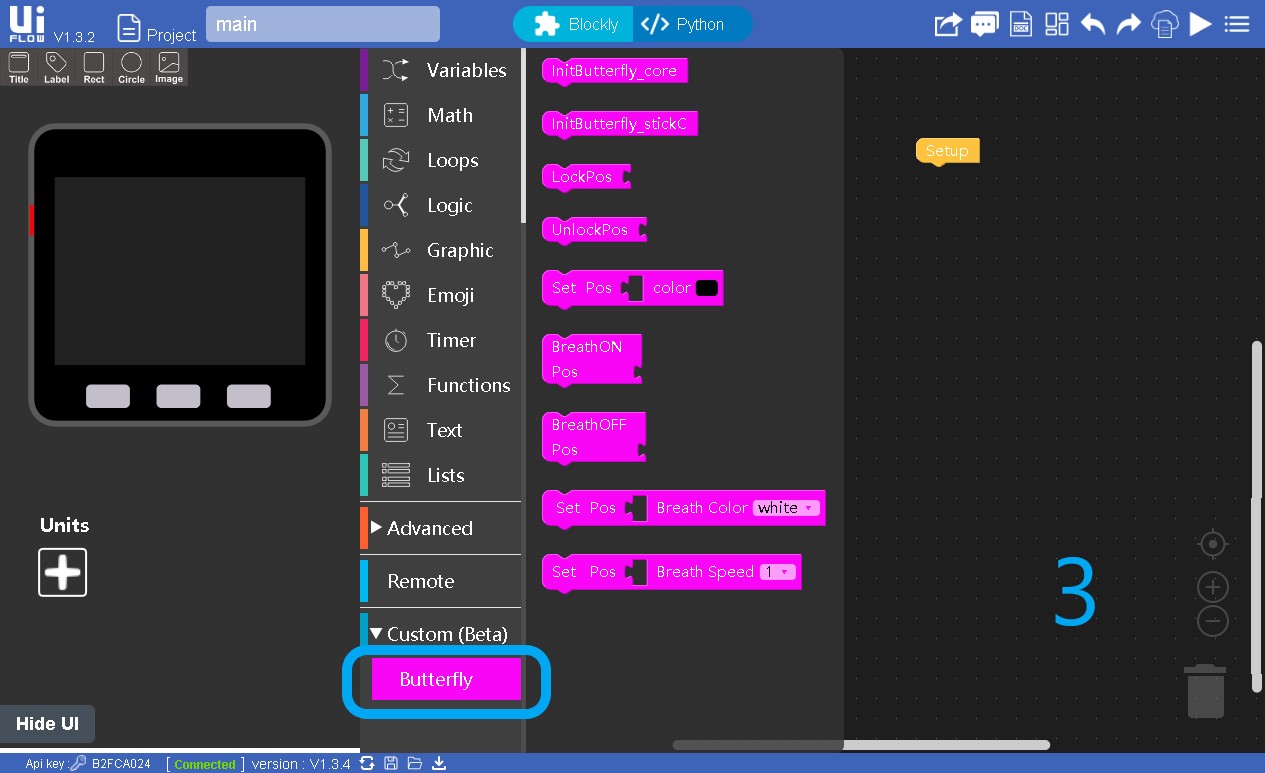 Ui
FLOW
V1.3.2
Project
main
Blockly
</> Python
DOC
Title
Label
Rect
Circle
Image
Variables
Math
Loops
Logic
Graphic
Emoji
Timer
Functions
Text
Lists
Advanced
Remote
Custom (Beta)
Butterfly
InitButterfly_core
InitButterfly_stickC
LockPos
UnlockPos
Set Pos color
BreathON
Pos
BreathOFF
Pos
Set Pos Breath Color white
Set Pos Breath Speed 1
Setup
3
Units
Hide UI
Api key : B2FCA024 [ Connected ] version : V1.3.4